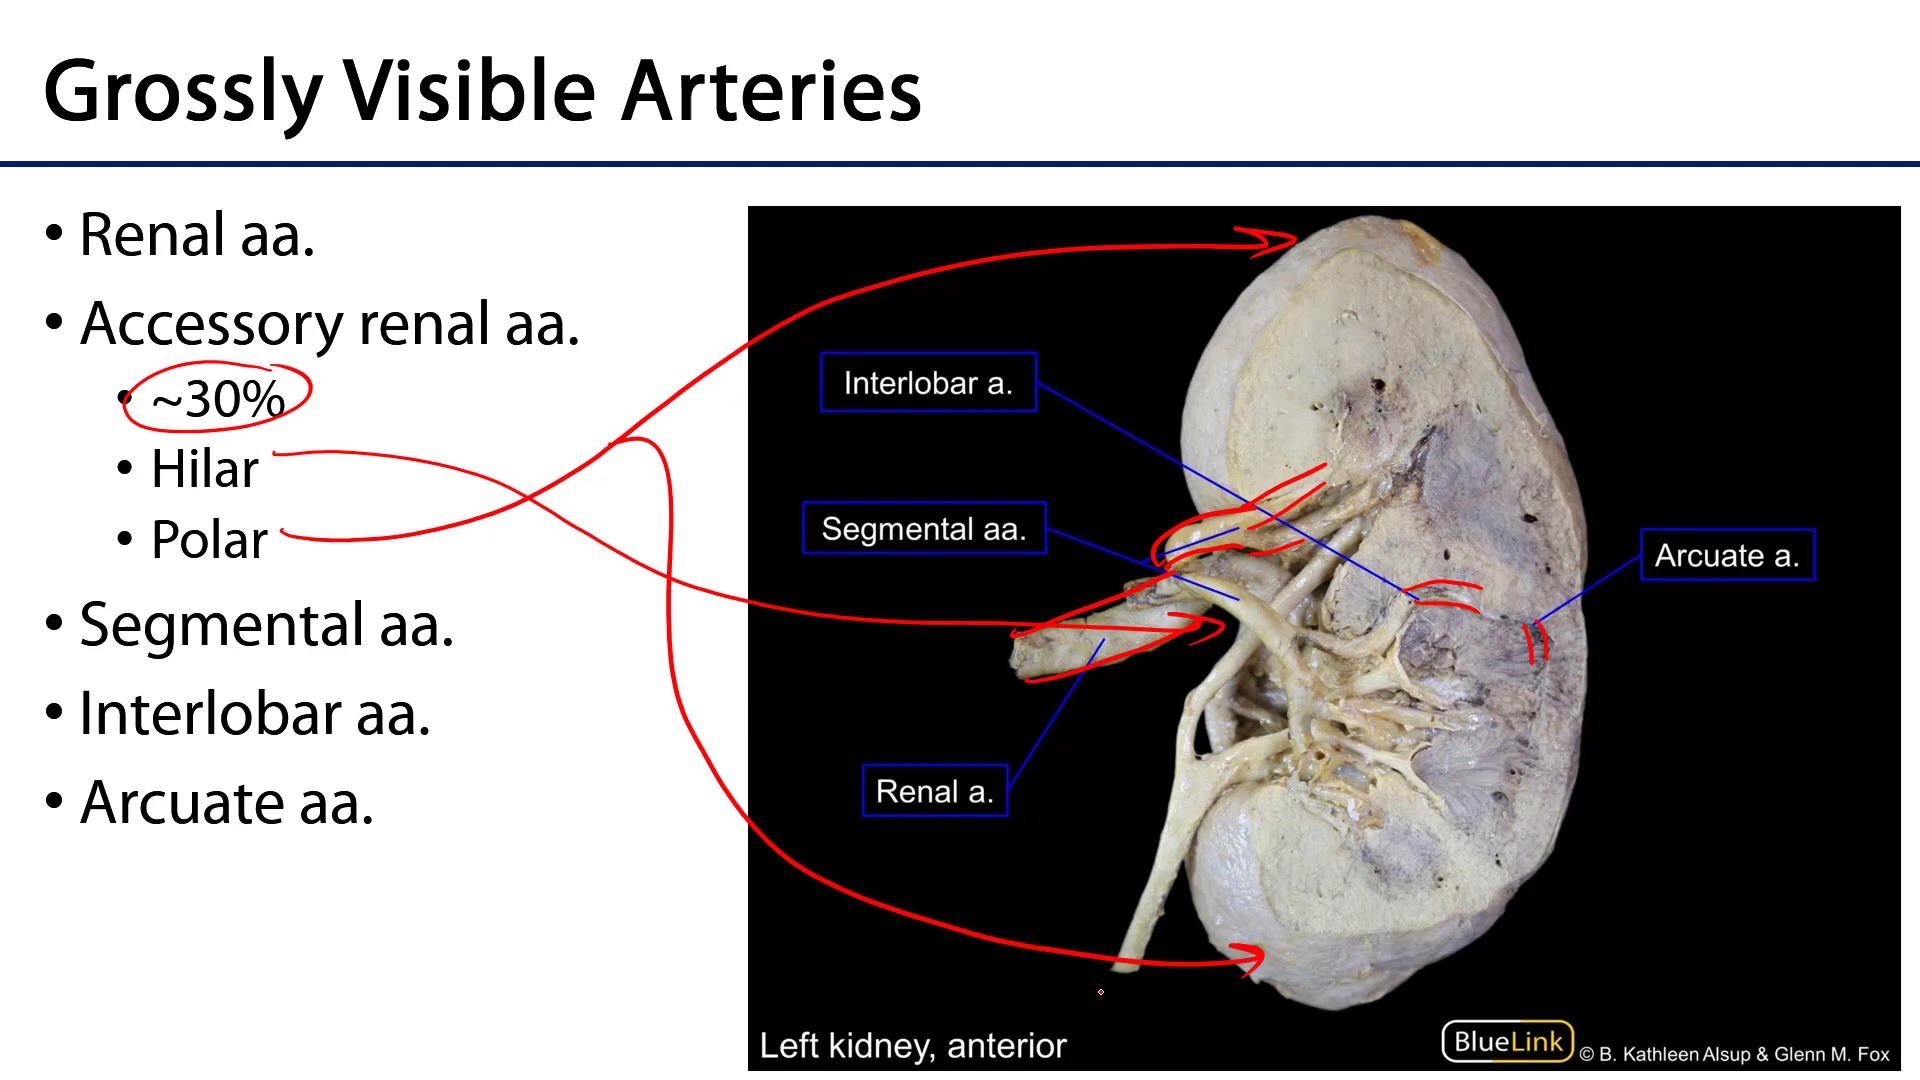 Grossly Visible Arteries
• Renal aa.
• Accessory renal aa.
• ~30%
• Hilar
• Polar
• Segmental aa.
• Interlobar aa.
• Arcuate aa.
Interlobar a.
Segmental aa.
Arcuate a.
Renal a.
Left kidney, anterior
BlueLink © B. Kathleen Alsup & Glenn M. Fox